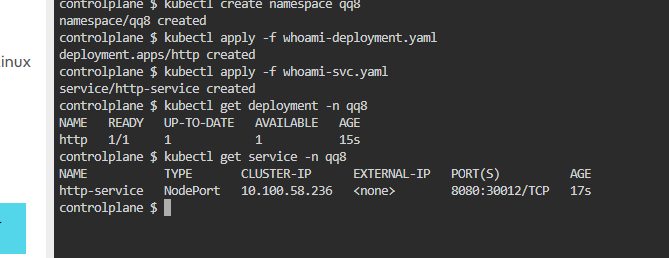 controlplane $ kubectl create namespace qq8
namespace/qq8 created
controlplane $ kubectl apply -f whoami-deployment.yaml
deployment.apps/http created
inux
controlplane $ kubectl apply -f whoami-svc.yaml
service/http-service created
controlplane $ kubectl get deployment -n qq8
NAME   READY   UP-TO-DATE   AVAILABLE   AGE
http   1/1     1            1           15s
controlplane $ kubectl get service -n qq8
NAME           TYPE       CLUSTER-IP      EXTERNAL-IP   PORT(S)          AGE
http-service   NodePort   10.100.58.236   <none>        8080:30012/TCP   17s
controlplane $